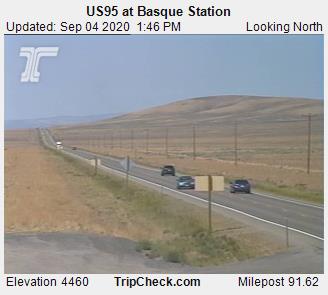 US95 at Basque Station
Updated: Sep 04 2020 1:46 PM Looking North
Elevation 4460 TripCheck.com Milepost 91.62